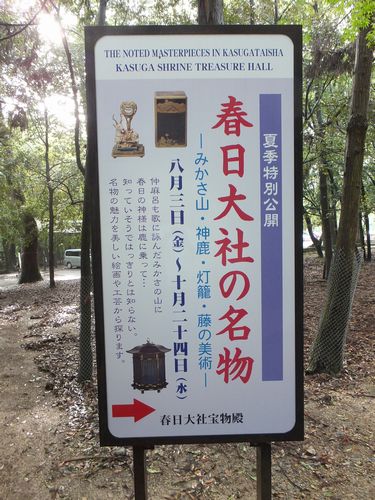 THE NOTED MASTERPIECES IN KASUGATAISHA
KASUGA SHRINE TREASURE HALL
夏季特別公開
春日大社の名物
―みかさ山・神鹿・灯籠・藤の美術―
八月三日(金)～十月二十四日(水)
仲麻呂も歌に詠んだみかさの山に
春日の神様は鹿に乗って…
知っていそうではっきりとは知らない。
名物の魅力を美しい絵画や工芸から探ります。
春日大社宝物殿